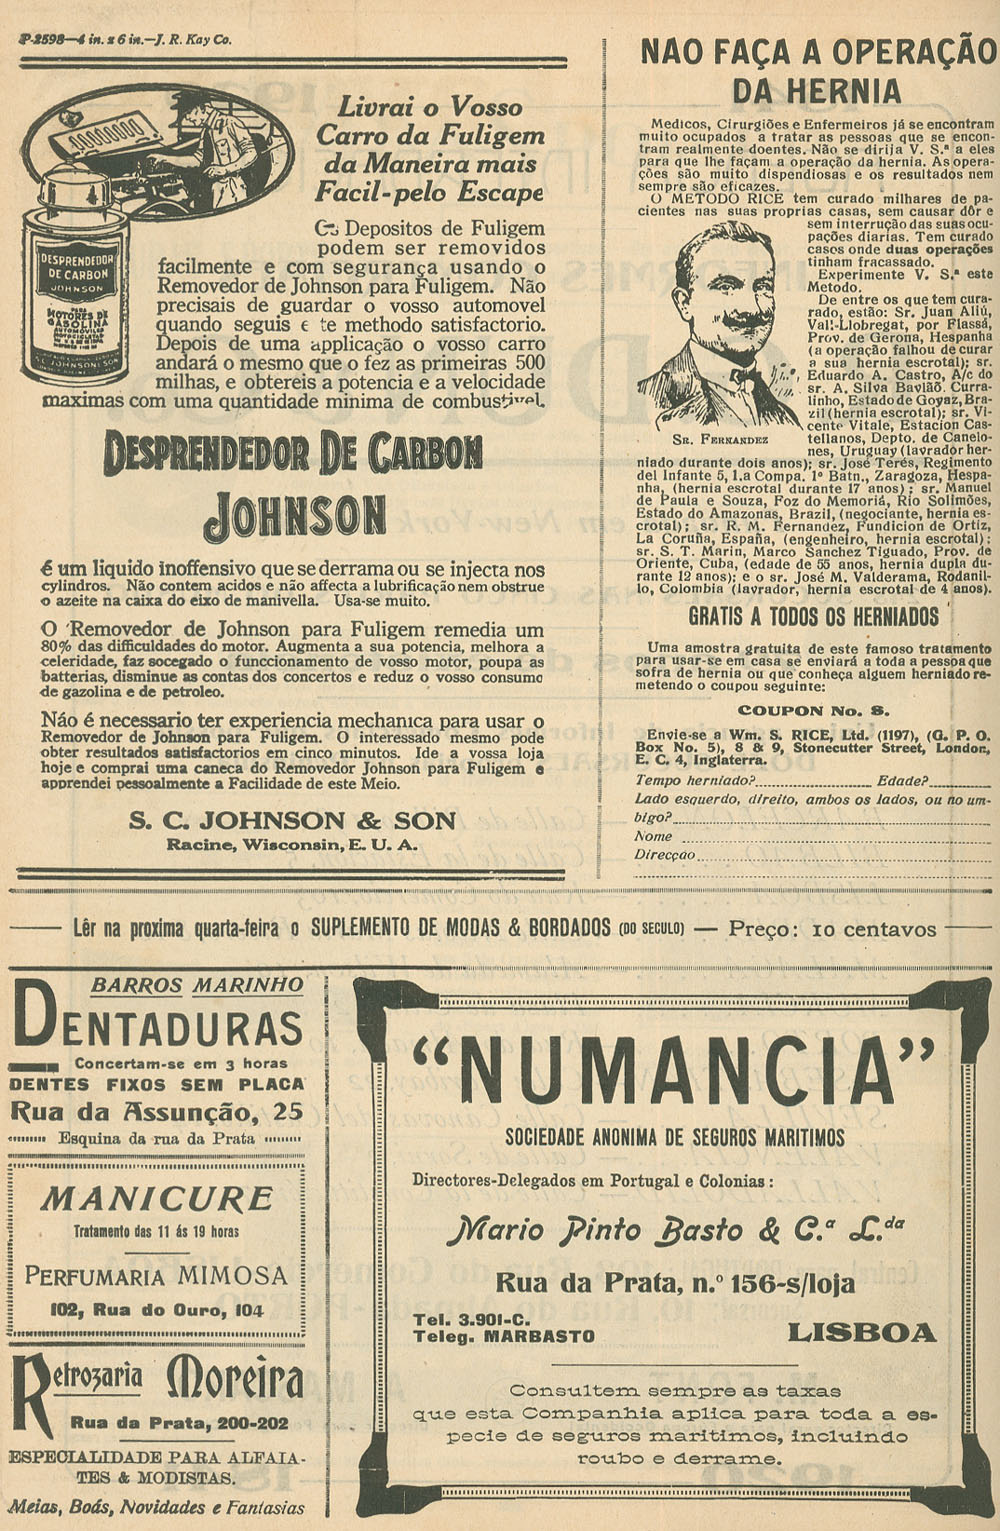 P-2598—4 in. x 6 in.—J. R. Kay Co.
Livrai o Vosso
Carro da Fuligem
da Maneira mais
Facil-pelo Escape
DESPRENDEDOR
DE CARBON
JOHNSON
PARA
MOTORES DE
GASOLINA
AUTOMÓVILES
S. C. JOHNSON & SON
Os Depositos de Fuligem
podem ser removidos
facilmente e com segurança usando o
Removedor de Johnson para Fuligem. Não
precisais de guardar o vosso automovel
quando seguis e te methodo satisfactorio.
Depois de uma applicação o vosso carro
andará o mesmo que o fez as primeiras 500
milhas, e obtereis a potencia e a velocidade
maximas com uma quantidade minima de combustivel.
DESPRENDEDOR DE CARBON
JOHNSON
é um liquido inoffensivo que se derrama ou se injecta nos
cylindros. Não contem acidos e não affecta a lubrificação nem obstrue
o azeite na caixa do eixo de manivella. Usa-se muito.
O Removedor de Johnson para Fuligem remedia um
80% das difficuldades do motor. Augmenta a sua potencia, melhora a
celeridade, faz socegado o funccionamento de vosso motor, poupa as
batterias, disminue as contas dos concertos e reduz o vosso consumo
de gazolina e de petroleo.
Náo é necessario ter experiencia mechanica para usar o
Removedor de Johnson para Fuligem. O interessado mesmo pode
obter resultados satisfactorios em cinco minutos. Ide a vossa loja
hoje e comprai uma caneca do Removedor Johnson para Fuligem e
apprendei pessoalmente a Facilidade de este Meio.
S. C. JOHNSON & SON
Racine, Wisconsin, E. U. A.
NAO FAÇA A OPERAÇÃO
DA HERNIA
Medicos, Cirurgiões e Enfermeiros já se encontram
muito ocupados a tratar as pessoas que se encon-
tram realmente doentes. Não se dirija V. S.ª a eles
para que lhe façam a operação da hernia. As opera-
ções são muito dispendiosas e os resultados nem
sempre são eficazes.
O METODO RICE tem curado milhares de pa-
cientes nas suas proprias casas, sem causar dôr e
sem interrução das suas ocu-
pações diarias. Tem curado
casos onde duas operações
tinham fracassado.
Experimente V. S.ª este
Metodo.
De entre os que tem cura-
rado, estão: Sr. Juan Aliú,
Val!-Llobregat, por Flassá,
Prov. de Gerona, Hespanha
(a operação falhou de curar
a sua hernia escrotal); sr.
Eduardo A. Castro, A/c do
sr. A. Silva Bavlão. Curra-
linho, Estado de Goyaz, Bra-
zil (hernia escrotal); sr. Vi-
cente Vitale, Estacion Cas-
tellanos, Depto. de Canelo-
nes, Uruguay (lavrador her-
SR. FERNANDEZ
niado durante dois anos); sr. José Terés, Regimento
del Infante 5, 1.a Compa. 1º Batn., Zaragoza, Hespa-
nha, (hernia escrotal durante 17 anos); sr. Manuel
de Paula e Souza, Foz do Memoriá, Rio Solimões,
Estado do Amazonas, Brazil, (negociante, hernia es-
crotal); sr. R. M. Fernandez, Fundicion de Ortiz,
La Coruña, España, (engenheiro, hernia escrotal):
sr. S. T. Marin, Marco Sanchez Tiguado, Prov. de
Oriente, Cuba, (edade de 55 anos, hernia dupla du-
rante 12 anos); e o sr. José M. Valderama, Rodanil-
lo, Colombia (lavrador, hernia escrotal de 4 anos).
GRATIS A TODOS OS HERNIADOS
Uma amostra gratuita de este famoso tratamento
para usar-se em casa se enviará a toda a pessoa que
sofra de hernia ou que conheça alguem herniado re-
metendo o coupou seguinte:
COUPON No. S.
Envie-se a Wm. S. RICE, Ltd. (1197), (G. P. O.
Box No. 5), 8 & 9, Stonecutter Street, London,
E. C. 4, Inglaterra.
Tempo herniado? Edade?
Lado esquerdo, direito, ambos os lados, ou no um-
bigo?
Nome
Direcção
Lêr na proxima quarta-feira o SUPLEMENTO DE MODAS & BORDADOS (DO SECULO) — Preço: 10 centavos
BARROS MARINHO
DENTADURAS
Concertam-se em 3 horas
DENTES FIXOS SEM PLACA
Rua da Assunção, 25
Esquina da rua da Prata
MANICURE
Tratamento das 11 ás 19 horas
PERFUMARIA MIMOSA
102, Rua do Ouro, 104
Retrozaria Moreira
Rua da Prata, 200-202
ESPECIALIDADE PARA ALFAIA-
TES & MODISTAS.
Meias, Boás, Novidades e Fantasias
“NUMANCIA”
SOCIEDADE ANONIMA DE SEGUROS MARITIMOS
Directores-Delegados em Portugal e Colonias:
Mario Pinto Basto & C.ª L.da
Rua da Prata, n.º 156-s/loja
Tel. 3.901-C.
Teleg. MARBASTO
LISBOA
Consultem sempre as taxas
que esta Companhia aplica para toda a es-
pecie de seguros maritimos, incluindo
roubo e derrame.